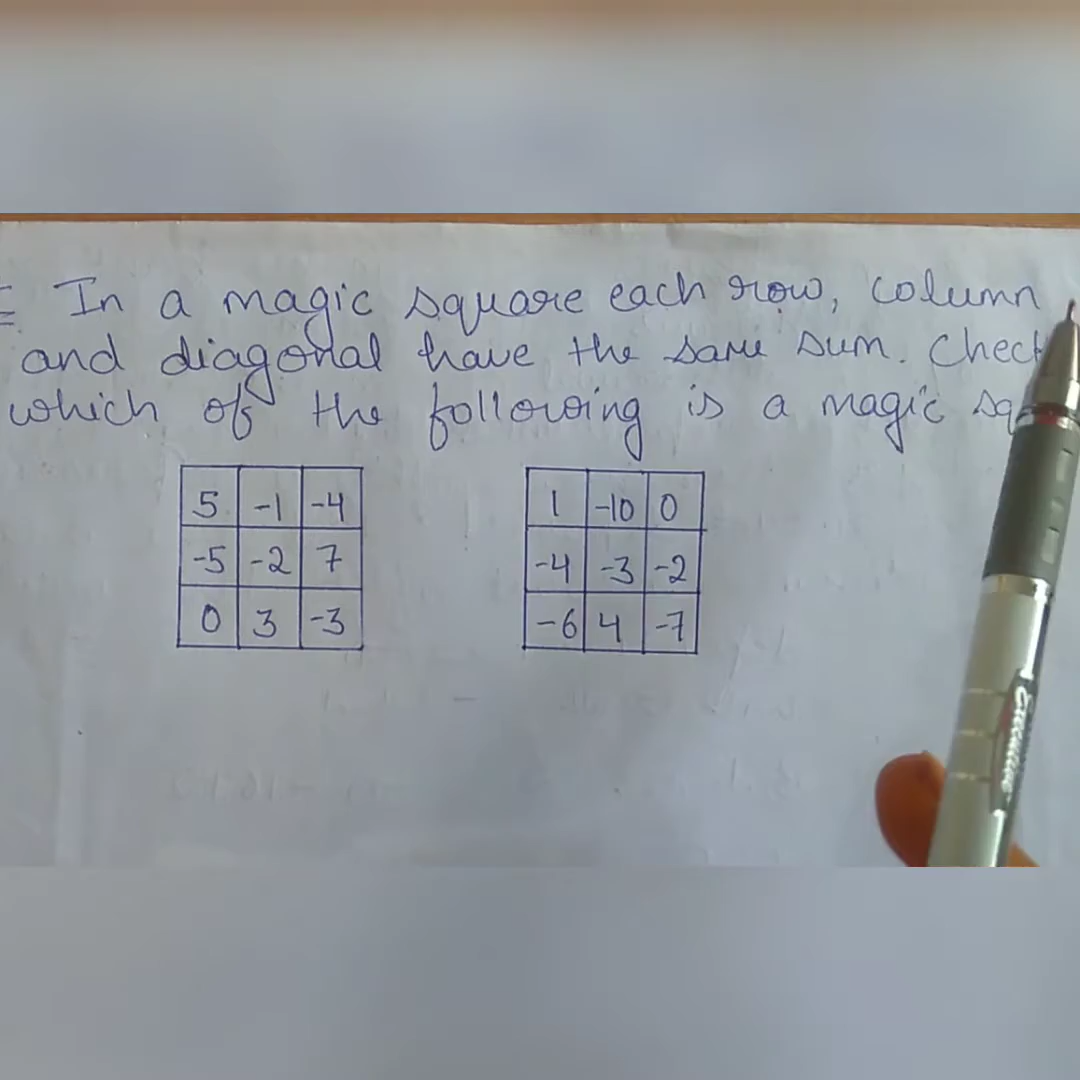 In a magic square each row, column
and diagonal have the same sum. Check
which of the following is a magic sq
5 -1 -4
-5 -2 7
0 3 -3
1 -10 0
-4 -3 -2
-6 4 -7